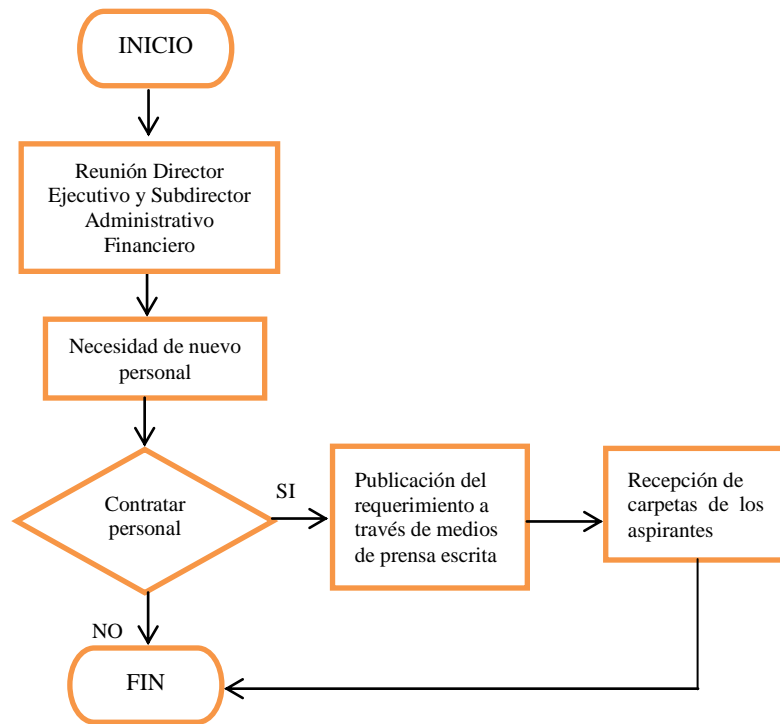 INICIO
Reunión Director
Ejecutivo y Subdirector
Administrativo
Financiero
Necesidad de nuevo
personal
Contratar
personal
SI
Publicación del
requerimiento a
través de medios
de prensa escrita
Recepción de
carpetas de los
aspirantes
NO
FIN